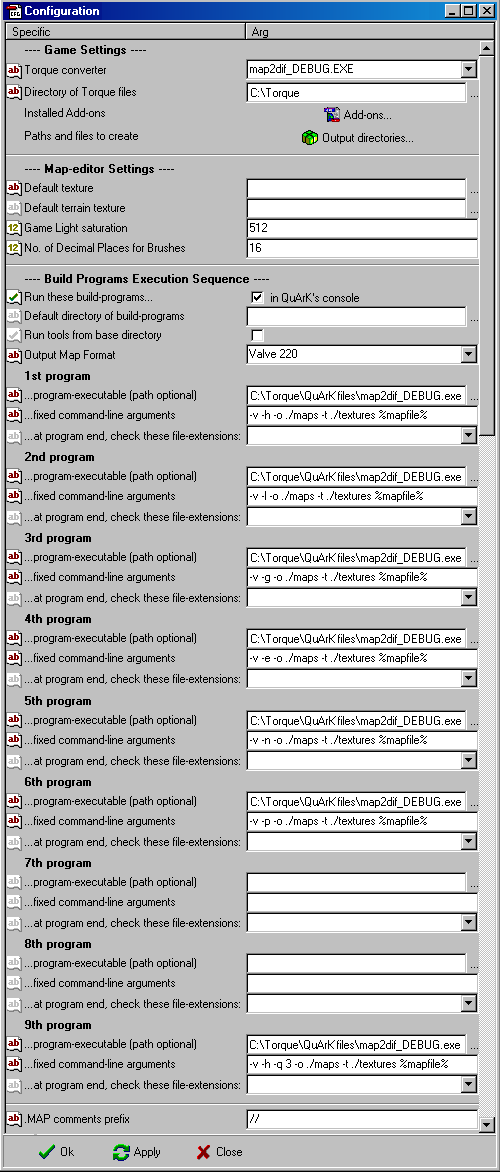 Configuration
Specific Arg
---- Game Settings ----
Torque converter map2dif_DEBUG.EXE
Directory of Torque files C:\Torque ...
Installed Add-ons Add-ons...
Paths and files to create Output directories...
---- Map-editor Settings ----
Default texture ...
Default terrain texture ...
Game Light saturation 512
No. of Decimal Places for Brushes 16
---- Build Programs Execution Sequence ----
Run these build-programs... in QuArK's console
Default directory of build-programs ...
Run tools from base directory
Output Map Format Valve 220
1st program
...program-executable (path optional) C:\Torque\QuArKfiles\map2dif_DEBUG.exe ...
...fixed command-line arguments -v -h -o ./maps -t ./textures %mapfile%
...at program end, check these file-extensions:
2nd program
...program-executable (path optional) C:\Torque\QuArKfiles\map2dif_DEBUG.exe ...
...fixed command-line arguments -v -l -o ./maps -t ./textures %mapfile%
...at program end, check these file-extensions:
3rd program
...program-executable (path optional) C:\Torque\QuArKfiles\map2dif_DEBUG.exe ...
...fixed command-line arguments -v -g -o ./maps -t ./textures %mapfile%
...at program end, check these file-extensions:
4th program
...program-executable (path optional) C:\Torque\QuArKfiles\map2dif_DEBUG.exe ...
...fixed command-line arguments -v -e -o ./maps -t ./textures %mapfile%
...at program end, check these file-extensions:
5th program
...program-executable (path optional) C:\Torque\QuArKfiles\map2dif_DEBUG.exe ...
...fixed command-line arguments -v -n -o ./maps -t ./textures %mapfile%
...at program end, check these file-extensions:
6th program
...program-executable (path optional) C:\Torque\QuArKfiles\map2dif_DEBUG.exe ...
...fixed command-line arguments -v -p -o ./maps -t ./textures %mapfile%
...at program end, check these file-extensions:
7th program
...program-executable (path optional) ...
...fixed command-line arguments
...at program end, check these file-extensions:
8th program
...program-executable (path optional) ...
...fixed command-line arguments
...at program end, check these file-extensions:
9th program
...program-executable (path optional) C:\Torque\QuArKfiles\map2dif_DEBUG.exe ...
...fixed command-line arguments -v -h -q 3 -o ./maps -t ./textures %mapfile%
...at program end, check these file-extensions:
.MAP comments prefix //
Ok Apply Close